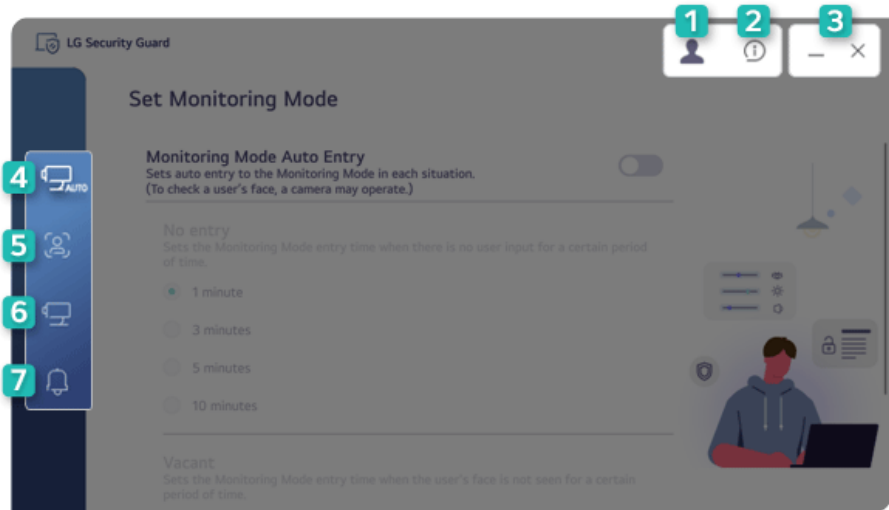 1 2 3
LG Security Guard
Set Monitoring Mode
Monitoring Mode Auto Entry
Sets auto entry to the Monitoring Mode in each situation.
(To check a user's face, a camera may operate.)
4
AUTO
No entry
Sets the Monitoring Mode entry time when there is no user input for a certain period
of time.
5
1 minute
6
3 minutes
5 minutes
7
10 minutes
Vacant
Sets the Monitoring Mode entry time when the user's face is not seen for a certain
period of time.